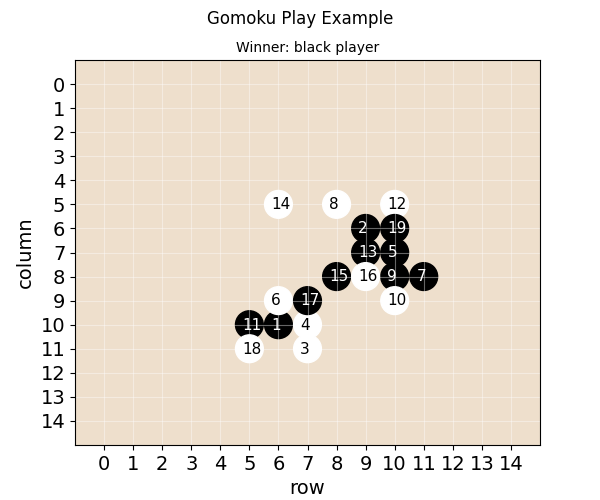 Gomoku Play Example
Winner: black player
0
1
2
3
4
5 14 8 12
6 2 19
7 13 5
8 15 16 9 7
9 6 17 10
10 11 1 4
11 18 3
12
13
14
0 1 2 3 4 5 6 7 8 9 10 11 12 13 14
row
column